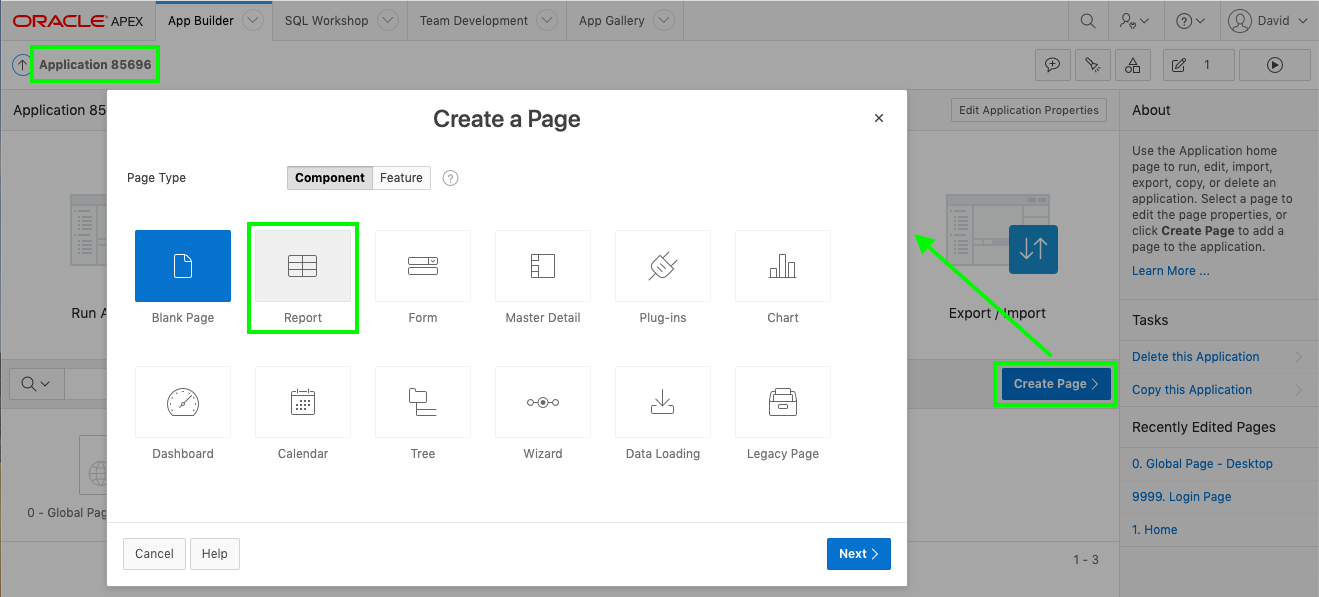 ORACLE APEX App Builder SQL Workshop Team Development App Gallery David
Application 85696
1
Application 85
Edit Application Properties
About
Create a Page
Page Type Component Feature
Blank Page Report Form Master Detail Plug-ins Chart
Dashboard Calendar Tree Wizard Data Loading Legacy Page
Cancel Help Next
Run A
Export / Import
Create Page
0 - Global Pag
1 - 3
Use the Application home
page to run, edit, import,
export, copy, or delete an
application. Select a page to
edit the page properties, or
click Create Page to add a
page to the application.
Learn More ...
Tasks
Delete this Application
Copy this Application
Recently Edited Pages
0. Global Page - Desktop
9999. Login Page
1. Home